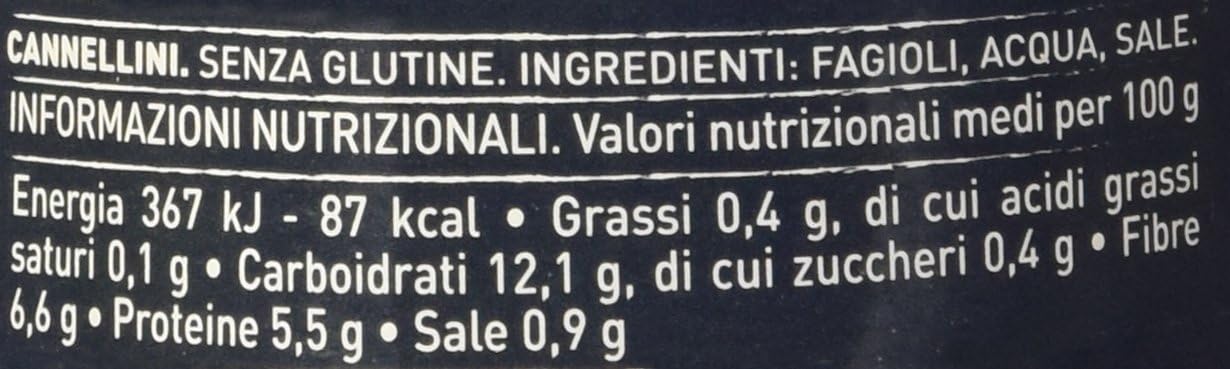 CANNELLINI. SENZA GLUTINE. INGREDIENTI: FAGIOLI, ACQUA, SALE.
INFORMAZIONI NUTRIZIONALI. Valori nutrizionali medi per 100 g
Energia 367 kJ - 87 kcal • Grassi 0,4 g, di cui acidi grassi
saturi 0,1 g • Carboidrati 12,1 g, di cui zuccheri 0,4 g • Fibre
6,6 g • Proteine 5,5 g • Sale 0,9 g